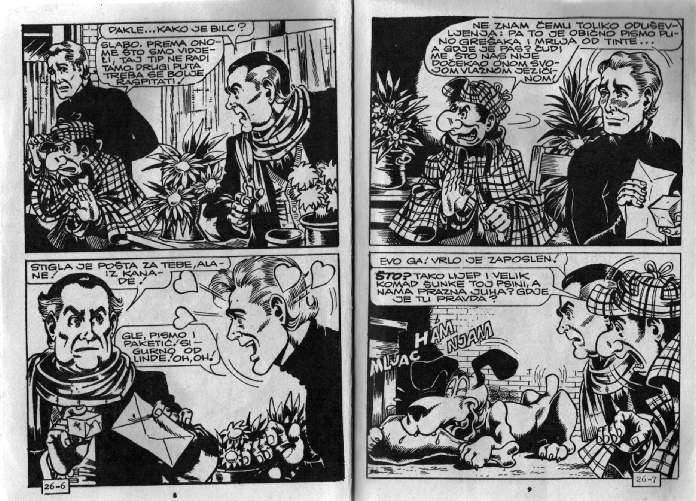 DAKLE...KAKO JE BILO?
SLABO. PREMA ONO-
ME ŠTO SMO VIDJE-
LI, TAJ TIP NE RADI
TAMO. DRUGI PUTA
TREBA SE BOLJE
RASPITATI!
STIGLA JE POŠTA ZA TEBE, ALA-
NE! IZ KANA-
DE!
GLE, PISMO I
PAKETIĆ! SI-
GURNO OD
LINDE! OH, OH!
26-6
8
NE ZNAM ČEMU TOLIKO ODUŠEV-
LJENJA: PA TO JE OBIČNO PISMO PU-
NO GREŠAKA I MRLJA OD TINTE...
A GDJE JE PAS? ČUDI
ME ŠTO NAS NIJE
DOČEKAO ONOM SVO-
JOM VLAŽNOM JEZIČI-
NOM!
EVO GA! VRLO JE ZAPOSLEN!
ŠTO? TAKO LIJEP I VELIK
KOMAD ŠUNKE TOJ PSINI, A
NAMA PRAZNA JUHA? GDJE
JE TU PRAVDA?
MLJAC
HAM
NJAM
26-7
9